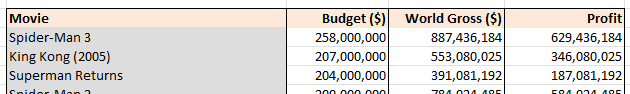 Movie Budget ($) World Gross ($) Profit
Spider-Man 3 258,000,000 887,436,184 629,436,184
King Kong (2005) 207,000,000 553,080,025 346,080,025
Superman Returns 204,000,000 391,081,192 187,081,192